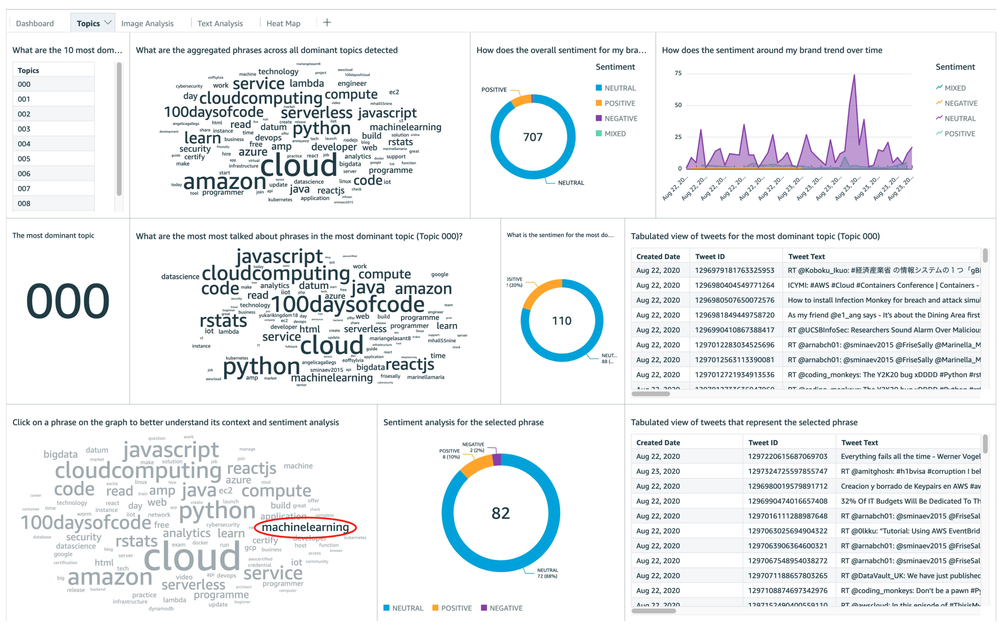 Dashboard
Topics
Image Analysis
Text Analysis
Heat Map
+
What are the 10 most dom...
Topics
000
001
002
003
004
005
006
007
008
What are the aggregated phrases across all dominant topics detected
mariangelasant8
machine technology project awscloud
eoffsylvia 100daysofcloud
cybersecurity work service lambda engineer
day cloudcomputing compute ec2
video mhall55nine
market
100daysofcode serverless javascript
run s3
angelicagallegs html read live datum create release iiot python machinelearning
development share instance time offer build solution online
learn business devops announce tech launch nodejs blog rstats
security frisesally free amp developer web marinellamaria
guide certify hire azure practice react job analytics docker support great
make app virtual cloud bigdata google full function
infrastructure
start server programme
today amazon senior update datascience linux code iot
tool programmer join api java reactjs check
kubernetes application infosec
sminaev2015
How does the overall sentiment for my bra...
Sentiment
NEUTRAL
POSITIVE
NEGATIVE
MIXED
POSITIVE
707
NEUTRAL
How does the sentiment around my brand trend over time
75
50
25
0
Aug 22, 20...
Aug 22, 20...
Aug 22, 20...
Aug 22, 20...
Aug 22, 20...
Aug 22, 20...
Aug 23, 20...
Aug 23, 20...
Aug 23, 20...
Aug 23, 20...
Aug 23, 20...
Aug 23, 20...
Aug 23, 20...
Sentiment
MIXED
NEGATIVE
NEUTRAL
POSITIVE
The most dominant topic
000
What are the most most talked about phrases in the most dominant topic (Topic 000)?
javascript blog awscertified
skill
today semi work
datascience cloudcomputing compute google
code make beat analytics datum start free java amazon
security read iiot php tech azure
friend technology 100daysofcode team
beginner business join run engineer
great yukarikingdom18 day offer web build programme grow
rstats company ec2 devops announce backend share release programmer learn
iot lambda developer html create serverless app linux
s3 service update mariangelasant8 braket support server
instance f1 fullstack cloud infrastructure host mhall55nine check
guide react
kubernetes dataviz dev application deeplearning time
job python angelicagallegs eoffsylvia bigdata reactjs
sminaev2015 api
awscloud amp market machinelearning frisesally marinellamaria
senior cybersecurity
What is the sentimen for the most do...
OSITIVE
(20%)
110
NEUT...
88 (...
Tabulated view of tweets for the most dominant topic (Topic 000)
Created Date Tweet ID Tweet Text
Aug 22, 2020 1296979181763325953 RT @Koboku_Ikuo: #経済産業省 の情報システムの１つ「gBi
Aug 22, 2020 1296980404549771264 ICYMI: #AWS #Cloud #Containers Conference | Containers -
Aug 22, 2020 1296980507650072576 How to install Infection Monkey for breach and attack simul
Aug 22, 2020 1296981849449758720 As my friend @e1_ang says - It's about the Dining Area first
Aug 22, 2020 1296990410867388417 RT @UCSBInfoSec: Researchers Sound Alarm Over Malicious
Aug 22, 2020 1297012283034525696 RT @arnabch01: @sminaev2015 @FriseSally @Marinella_M
Aug 22, 2020 1297012563113390081 RT @arnabch01: @sminaev2015 @FriseSally @Marinella_M
Aug 22, 2020 1297012721934913536 RT @coding_monkeys: The Y2K20 bug xDDDD #Python #rst
Aug 22, 2020 RT @coding_monkeys: The Y2K20 bug xDDDD #Python #rst
Click on a phrase on the graph to better understand its context and sentiment analysis
question work
bigdata datum javascript manage
market make solution job join
cloudcomputing reactjs machine
excite linux hire azure steal
code read train amp java ec2 compute
career
technology react day web app create launch build great offer
container time instance python check
worm iiot network application complete
100daysofcode free cybersecurity machinelearning
database security analytics learn certify developer kubernetes
datascience rstats exam docker run gcp business host function
google blog server cloud access answer
certification html tech awscertified credential iot community
big amazon video api devops service
release backend serverless architect programmer
computer
practice programme
infrastructure lambda update beginner
dynamodb
Sentiment analysis for the selected phrase
NEGATIVE
2 (2%)
POSITIVE
8 (10%)
82
NEUTRAL
72 (88%)
NEUTRAL POSITIVE NEGATIVE
Tabulated view of tweets that represent the selected phrase
Created Date Tweet ID Tweet Text
Aug 22, 2020 1297220615687069703 Everything fails all the time - Werner Vogel
Aug 23, 2020 1297324725597855747 RT @amitghosh: #h1bvisa #corruption I bel
Aug 22, 2020 1296980019579891712 Creacion y borrado de Keypairs en AWS #aw
Aug 22, 2020 1296990474016657408 32% Of IT Budgets Will Be Dedicated To Th
Aug 22, 2020 1297016111288987648 RT @arnabch01: @sminaev2015 @FriseSal
Aug 22, 2020 1297063025694904322 RT @0lkku: “Tutorial: Using AWS EventBrid
Aug 22, 2020 1297063906364600321 RT @arnabch01: @sminaev2015 @FriseSal
Aug 22, 2020 1297067548954038272 RT @arnabch01: @sminaev2015 @FriseSal
Aug 22, 2020 1297071188657803265 RT @DataVault_UK: We have just published
Aug 22, 2020 1297108874697342976 RT @coding_monkeys: Don't be a pawn #Py
Aug 22, 2020 1297152490400559110 RT @awscloud: In this episode of #ThisisMy